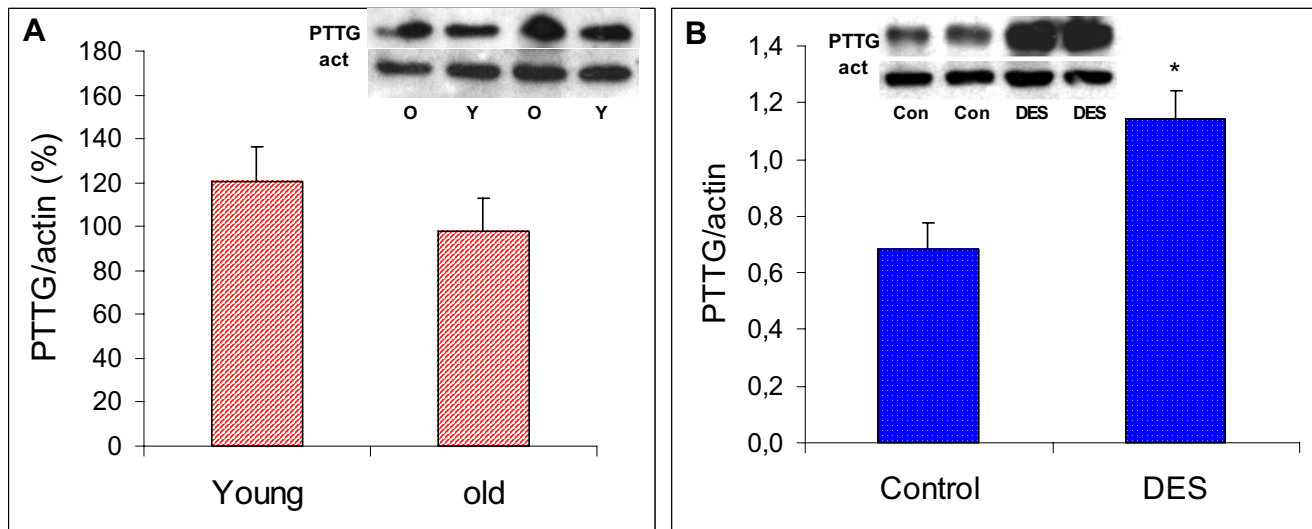 A
PTTG
act
O Y O Y
180
160
140
120
100
80
60
40
20
0
PTTG/actin (%)
Young old
B
PTTG
act
Con Con DES DES
*
1,4
1,2
1,0
0,8
0,6
0,4
0,2
0,0
PTTG/actin
Control DES